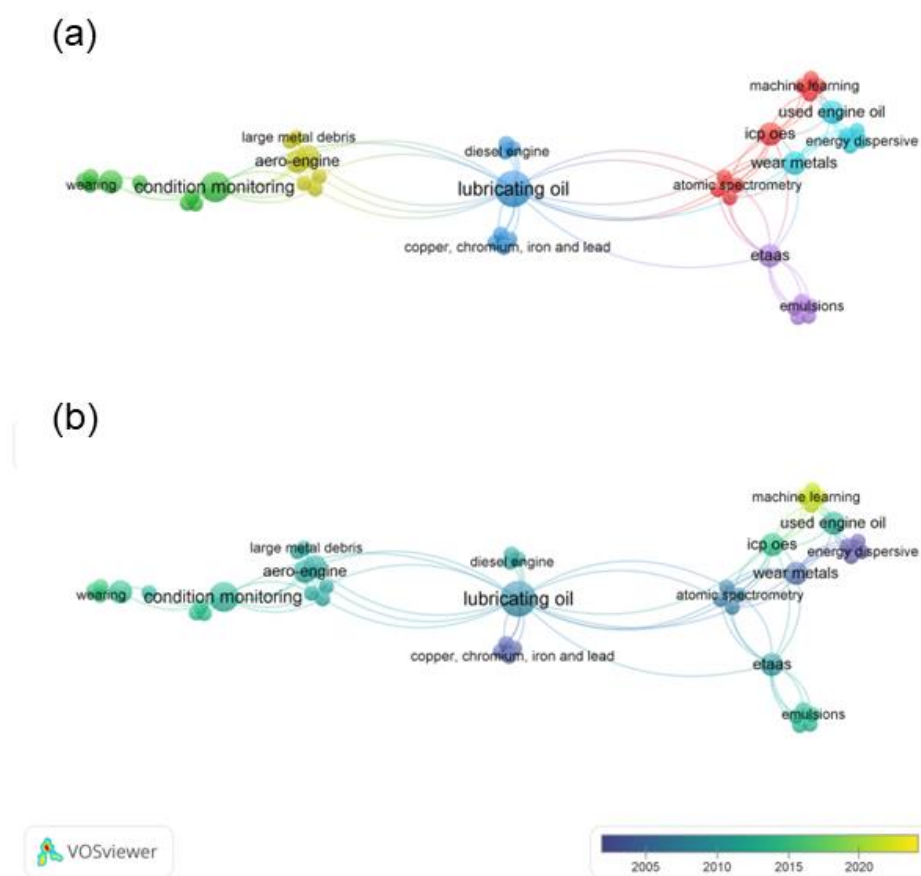 (a)
machine learning
used engine oil
large metal debris
icp oes
energy dispersive
diesel engine
aero-engine
wear metals
wearing
condition monitoring
lubricating oil
atomic spectrometry
copper, chromium, iron and lead
etaas
emulsions
(b)
machine learning
used engine oil
large metal debris
icp oes
energy dispersive
diesel engine
aero-engine
wear metals
wearing
condition monitoring
lubricating oil
atomic spectrometry
copper, chromium, iron and lead
etaas
emulsions
VOSviewer
2005 2010 2015 2020